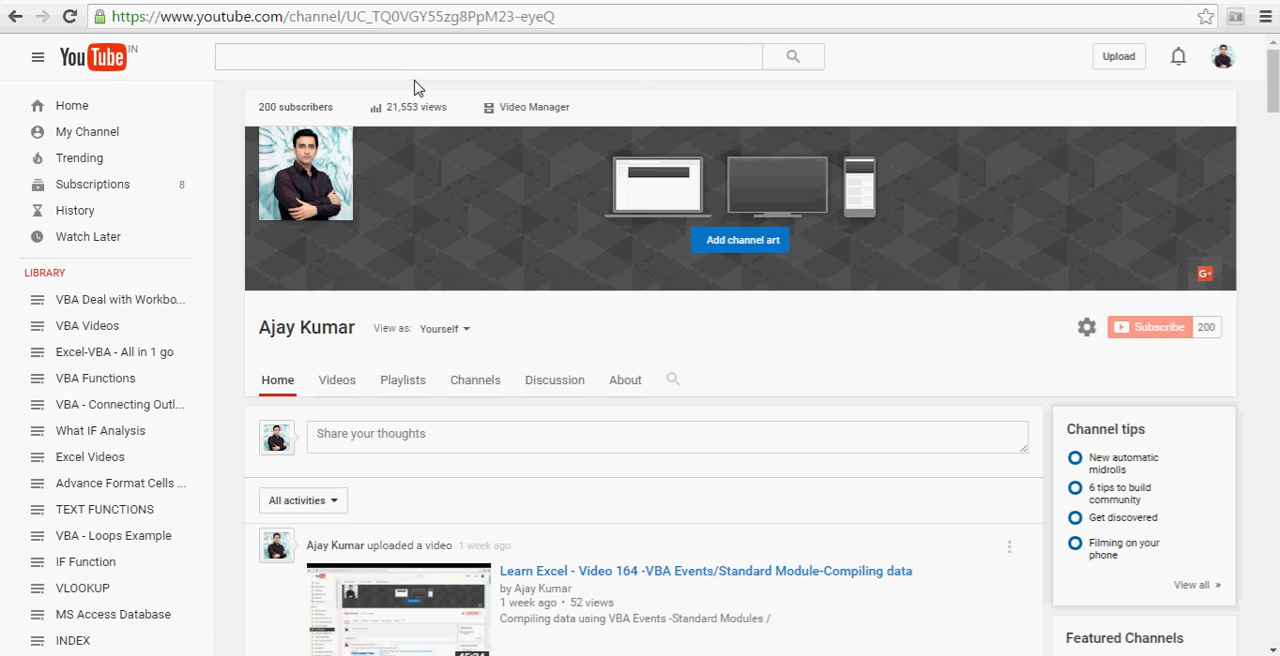 https://www.youtube.com/channel/UC_TQ0VGY55zg8PpM23-eyeQ
YouTube IN
Upload
Home
My Channel
Trending
Subscriptions 8
History
Watch Later
LIBRARY
VBA Deal with Workbo...
VBA Videos
Excel-VBA - All in 1 go
VBA Functions
VBA - Connecting Outl...
What IF Analysis
Excel Videos
Advance Format Cells ...
TEXT FUNCTIONS
VBA - Loops Example
IF Function
VLOOKUP
MS Access Database
INDEX
200 subscribers 21,553 views Video Manager
Add channel art
G+
Ajay Kumar View as: Yourself
Subscribe 200
Home Videos Playlists Channels Discussion About
Share your thoughts
All activities
Ajay Kumar uploaded a video 1 week ago
Learn Excel - Video 164 -VBA Events/Standard Module-Compiling data
by Ajay Kumar
1 week ago • 52 views
Compiling data using VBA Events -Standard Modules /
Channel tips
New automatic
midrolls
6 tips to build
community
Get discovered
Filming on your
phone
View all »
Featured Channels